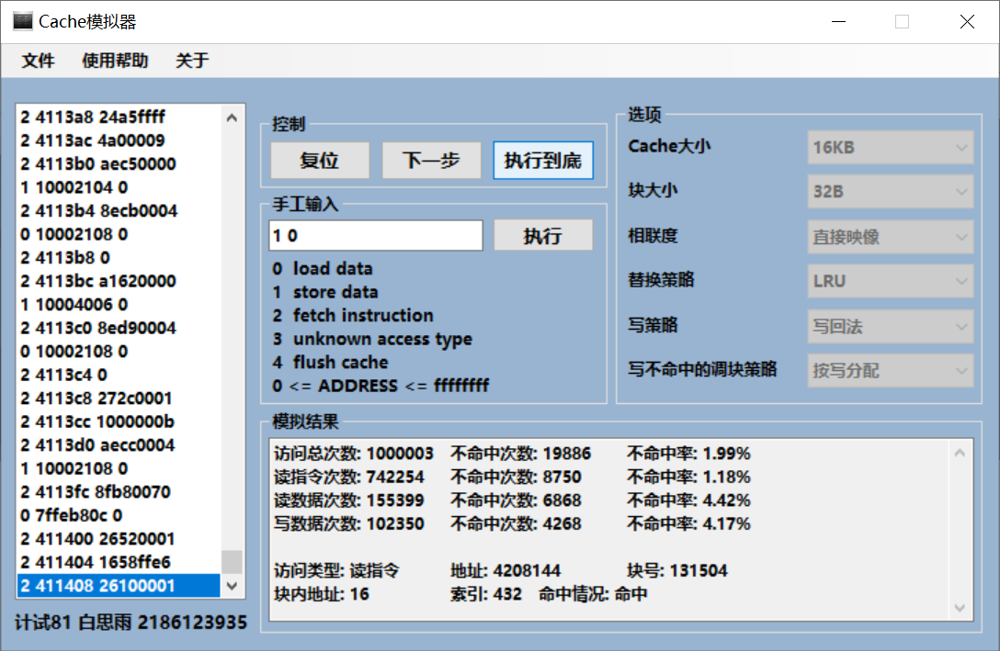 Cache模拟器
文件 使用帮助 关于
2 4113a8 24a5ffff
2 4113ac 4a00009
2 4113b0 aec50000
1 10002104 0
2 4113b4 8ecb0004
0 10002108 0
2 4113b8 0
2 4113bc a1620000
1 10004006 0
2 4113c0 8ed90004
0 10002108 0
2 4113c4 0
2 4113c8 272c0001
2 4113cc 1000000b
2 4113d0 aecc0004
1 10002108 0
2 4113fc 8fb80070
0 7ffeb80c 0
2 411400 26520001
2 411404 1658ffe6
2 411408 26100001
计试81 白思雨 2186123935
控制
复位 下一步 执行到底
手工输入
1 0 执行
0 load data
1 store data
2 fetch instruction
3 unknown access type
4 flush cache
0 <= ADDRESS <= ffffffff
选项
Cache大小 16KB
块大小 32B
相联度 直接映像
替换策略 LRU
写策略 写回法
写不命中的调块策略 按写分配
模拟结果
访问总次数: 1000003 不命中次数: 19886 不命中率: 1.99%
读指令次数: 742254 不命中次数: 8750 不命中率: 1.18%
读数据次数: 155399 不命中次数: 6868 不命中率: 4.42%
写数据次数: 102350 不命中次数: 4268 不命中率: 4.17%
访问类型: 读指令 地址: 4208144 块号: 131504
块内地址: 16 索引: 432 命中情况: 命中